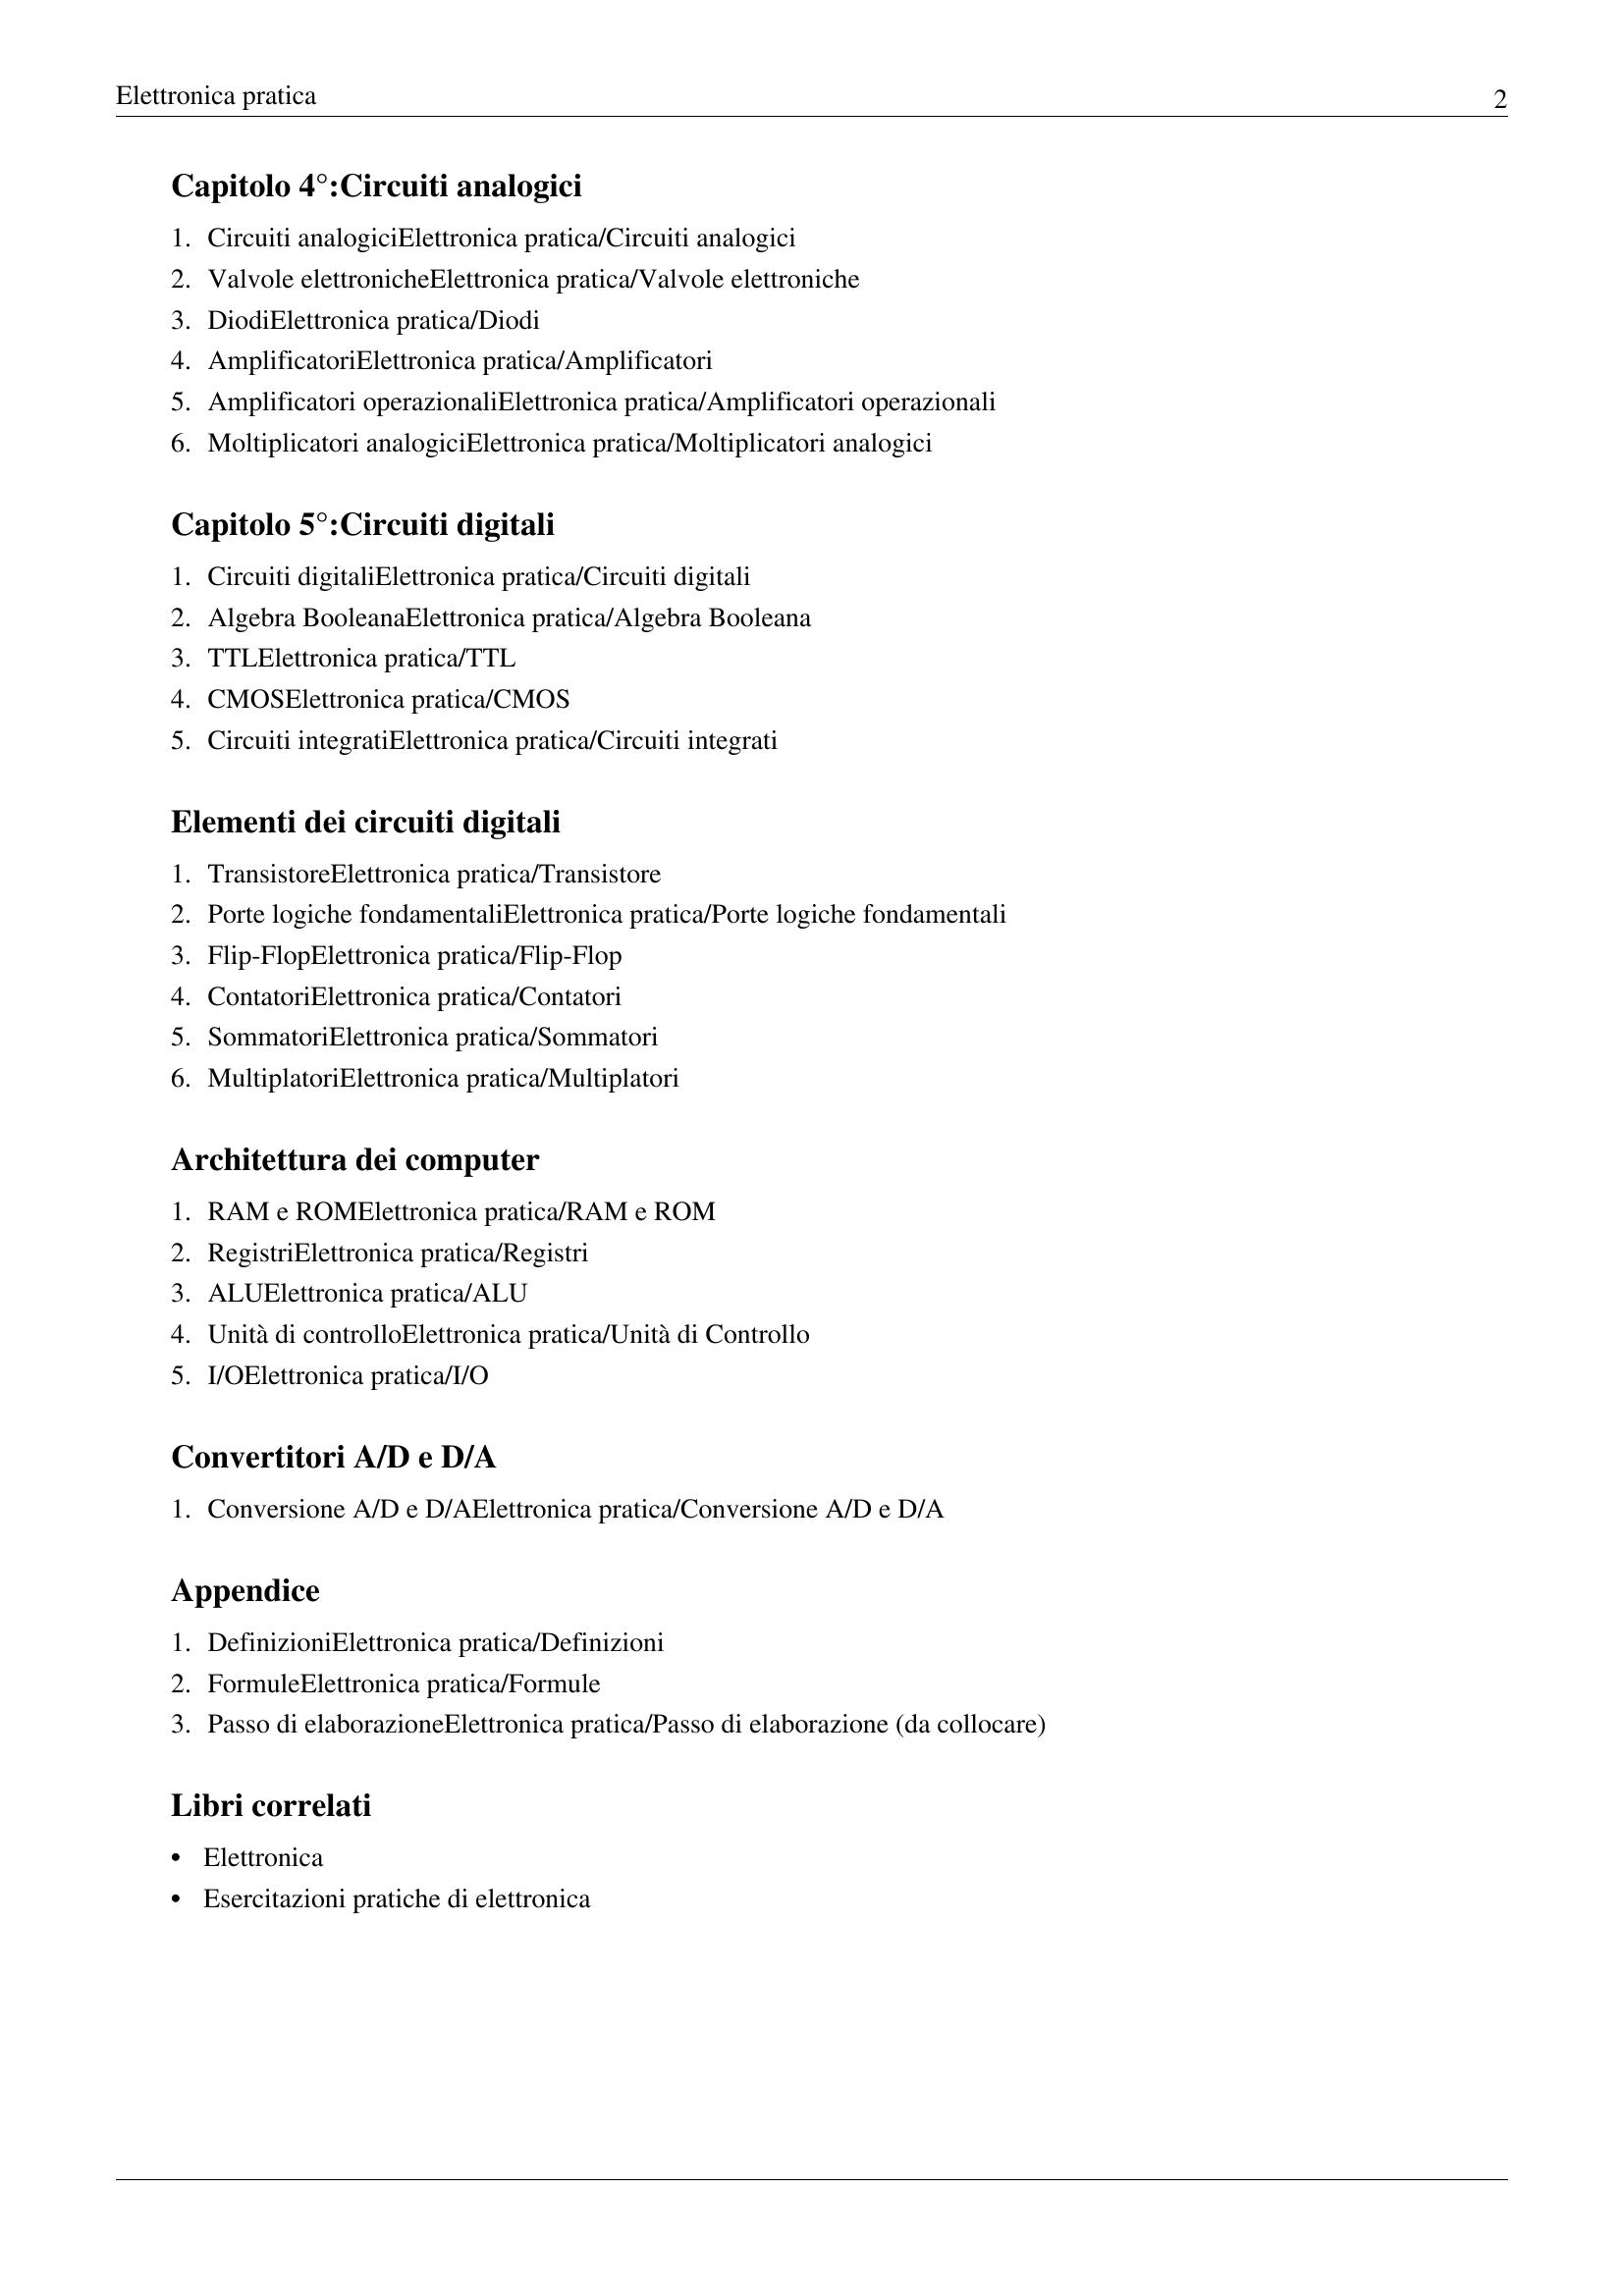 Elettronica pratica
2
Capitolo 4°:Circuiti analogici
1. Circuiti analogiciElettronica pratica/Circuiti analogici
2. Valvole elettronicheElettronica pratica/Valvole elettroniche
3. DiodiElettronica pratica/Diodi
4. AmplificatoriElettronica pratica/Amplificatori
5. Amplificatori operazionaliElettronica pratica/Amplificatori operazionali
6. Moltiplicatori analogiciElettronica pratica/Moltiplicatori analogici
Capitolo 5°:Circuiti digitali
1. Circuiti digitaliElettronica pratica/Circuiti digitali
2. Algebra BooleanaElettronica pratica/Algebra Booleana
3. TTLElettronica pratica/TTL
4. CMOSElettronica pratica/CMOS
5. Circuiti integratiElettronica pratica/Circuiti integrati
Elementi dei circuiti digitali
1. TransistoreElettronica pratica/Transistore
2. Porte logiche fondamentaliElettronica pratica/Porte logiche fondamentali
3. Flip-FlopElettronica pratica/Flip-Flop
4. ContatoriElettronica pratica/Contatori
5. SommatoriElettronica pratica/Sommatori
6. MultiplatoriElettronica pratica/Multiplatori
Architettura dei computer
1. RAM e ROMElettronica pratica/RAM e ROM
2. RegistriElettronica pratica/Registri
3. ALUElettronica pratica/ALU
4. Unità di controlloElettronica pratica/Unità di Controllo
5. I/OElettronica pratica/I/O
Convertitori A/D e D/A
1. Conversione A/D e D/AElettronica pratica/Conversione A/D e D/A
Appendice
1. DefinizioniElettronica pratica/Definizioni
2. FormuleElettronica pratica/Formule
3. Passo di elaborazioneElettronica pratica/Passo di elaborazione (da collocare)
Libri correlati
• Elettronica
• Esercitazioni pratiche di elettronica